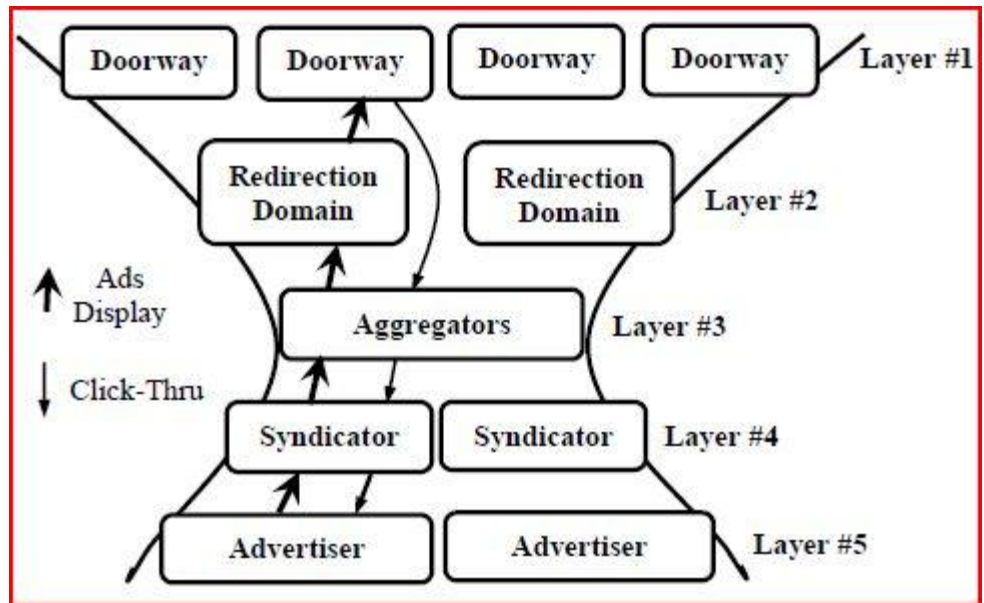 Doorway Doorway Doorway Doorway Layer #1
Redirection
Domain
Redirection
Domain
Layer #2
Ads
Display
Aggregators Layer #3
Click-Thru
Syndicator Syndicator Layer #4
Advertiser Advertiser Layer #5